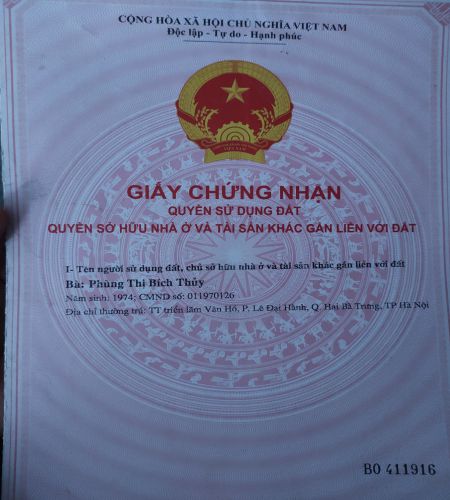 CỘNG HÒA XÃ HỘI CHỦ NGHĨA VIỆT NAM
Độc lập - Tự do - Hạnh phúc
VIỆT NAM
GIẤY CHỨNG NHẬN
QUYỀN SỬ DỤNG ĐẤT
QUYỀN SỞ HỮU NHÀ Ở VÀ TÀI SẢN KHÁC GẮN LIỀN VỚI ĐẤT
I- Tên người sử dụng đất, chủ sở hữu nhà ở và tài sản khác gắn liền với đất
Bà: Phùng Thị Bích Thủy
Năm sinh: 1974; CMND số: 011970126
Địa chỉ thường trú: TT triển lãm Vân Hồ, P. Lê Đại Hành, Q. Hai Bà Trưng, TP Hà Nội
BO 411916